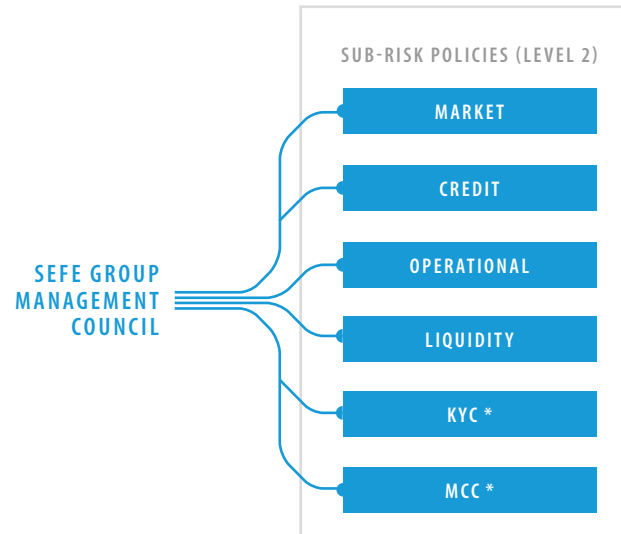 SUB-RISK POLICIES (LEVEL 2)
MARKET
CREDIT
OPERATIONAL
SEFE GROUP
MANAGEMENT
COUNCIL
LIQUIDITY
KYC *
MCC *